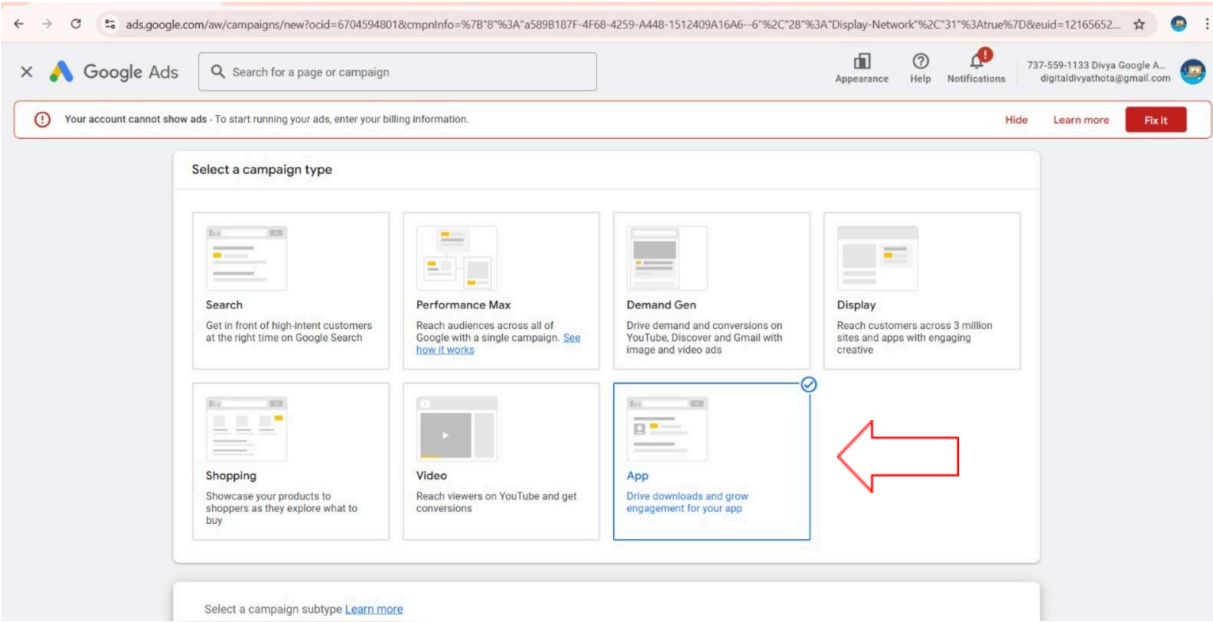 ads.google.com/aw/campaigns/new?ocid=6704594801&cmpnInfo=%7B"8"%3A"a5898187F-4F68-4259-A448-1512409A16A6--6"%2C"28"%3A"Display-Network"%2C"31"%3Atrue%7D&euid=12165652...
Google Ads
Search for a page or campaign
Appearance
Help
Notifications
737-559-1133 Divya Google A...
digitaldivyathota@gmail.com
Your account cannot show ads - To start running your ads, enter your billing information.
Hide
Learn more
Fix it
Select a campaign type
Search
Get in front of high-intent customers
at the right time on Google Search
Performance Max
Reach audiences across all of
Google with a single campaign. See
how it works
Demand Gen
Drive demand and conversions on
YouTube, Discover and Gmail with
image and video ads
Display
Reach customers across 3 million
sites and apps with engaging
creative
Shopping
Showcase your products to
shoppers as they explore what to
buy
Video
Reach viewers on YouTube and get
conversions
App
Drive downloads and grow
engagement for your app
Select a campaign subtype Learn more